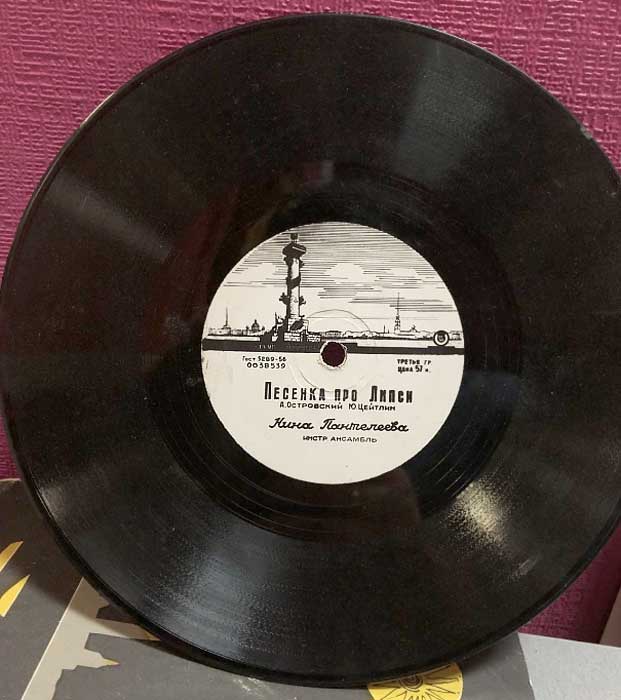 Гост 5289-56
0038539
ТРЕТЬЯ ГР.
ЦЕНА 57 к.
ПЕСЕНКА ПРО ЛИПСИ
А.ОСТРОВСКИЙ Ю.ЦЕЙТЛИН
Нина Пантелеева
ИНСТР АНСАМБЛЬ